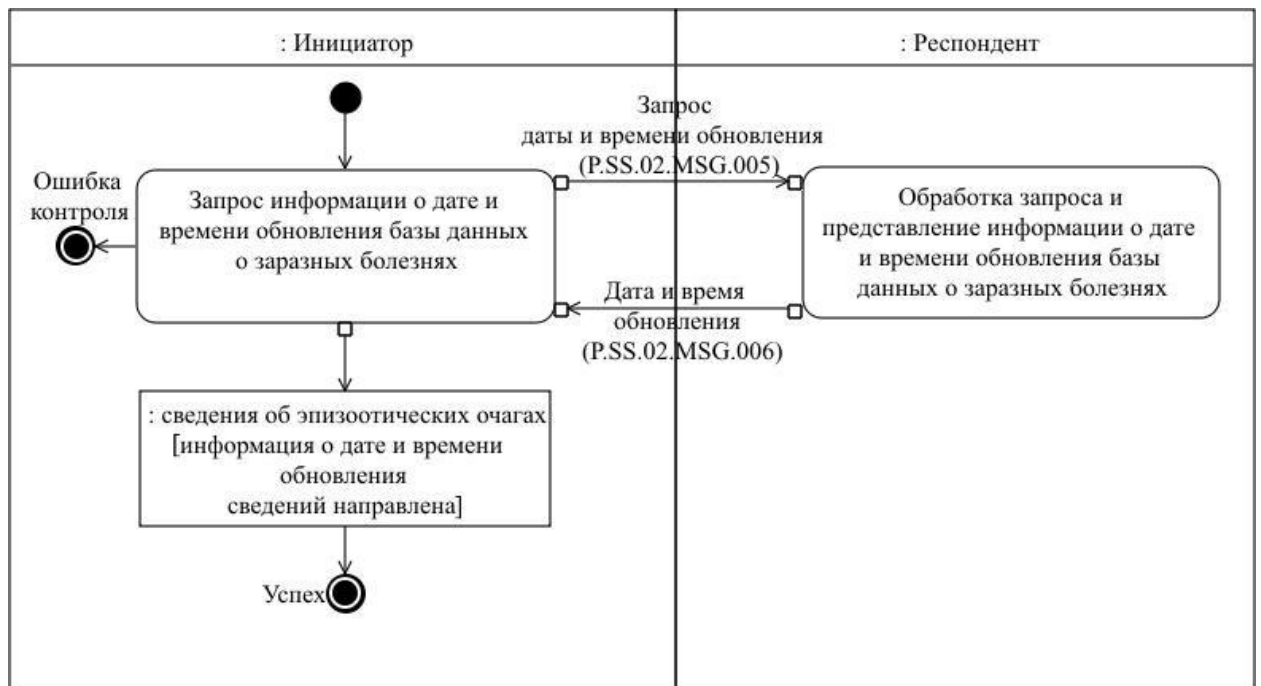 : Инициатор
: Респондент
Запрос
даты и времени обновления
(P.SS.02.MSG.005)
Ошибка
контроля
Запрос информации о дате и
времени обновления базы данных
о заразных болезнях
Обработка запроса и
представление информации о дате
и времени обновления базы
данных о заразных болезнях
Дата и время
обновления
(P.SS.02.MSG.006)
: сведения об эпизоотических очагах
[информация о дате и времени
обновления
сведений направлена]
Успех